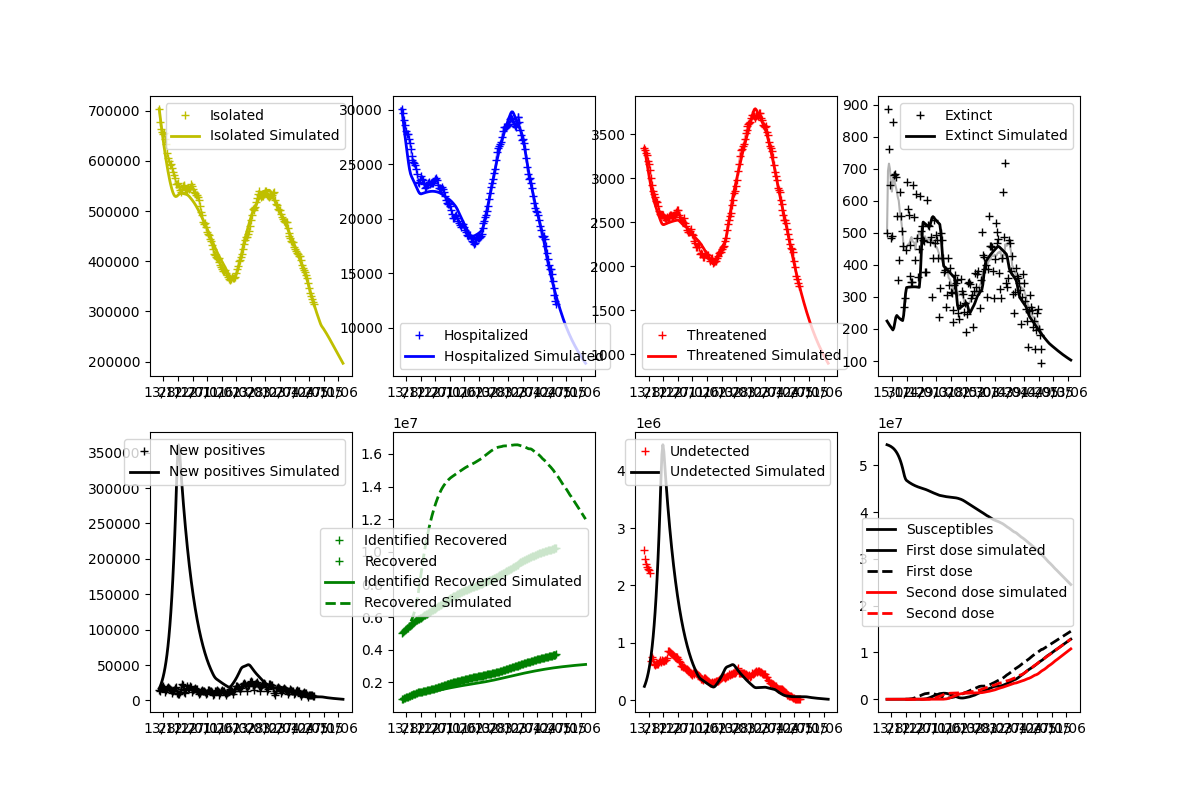 700000
600000
500000
400000
300000
200000
Isolated
Isolated Simulated
30000
25000
20000
15000
10000
Hospitalized
Hospitalized Simulated
3500
3000
2500
2000
1500
1000
Threatened
Threatened Simulated
900
800
700
600
500
400
300
200
100
Extinct
Extinct Simulated
350000
300000
250000
200000
150000
100000
50000
0
New positives
New positives Simulated
1e7
1.6
1.4
1.2
1.0
0.8
0.6
0.4
0.2
Identified Recovered
Recovered
Identified Recovered Simulated
Recovered Simulated
1e6
4
3
2
1
0
Undetected
Undetected Simulated
1e7
5
4
3
2
1
0
Susceptibles
First dose simulated
First dose
Second dose simulated
Second dose